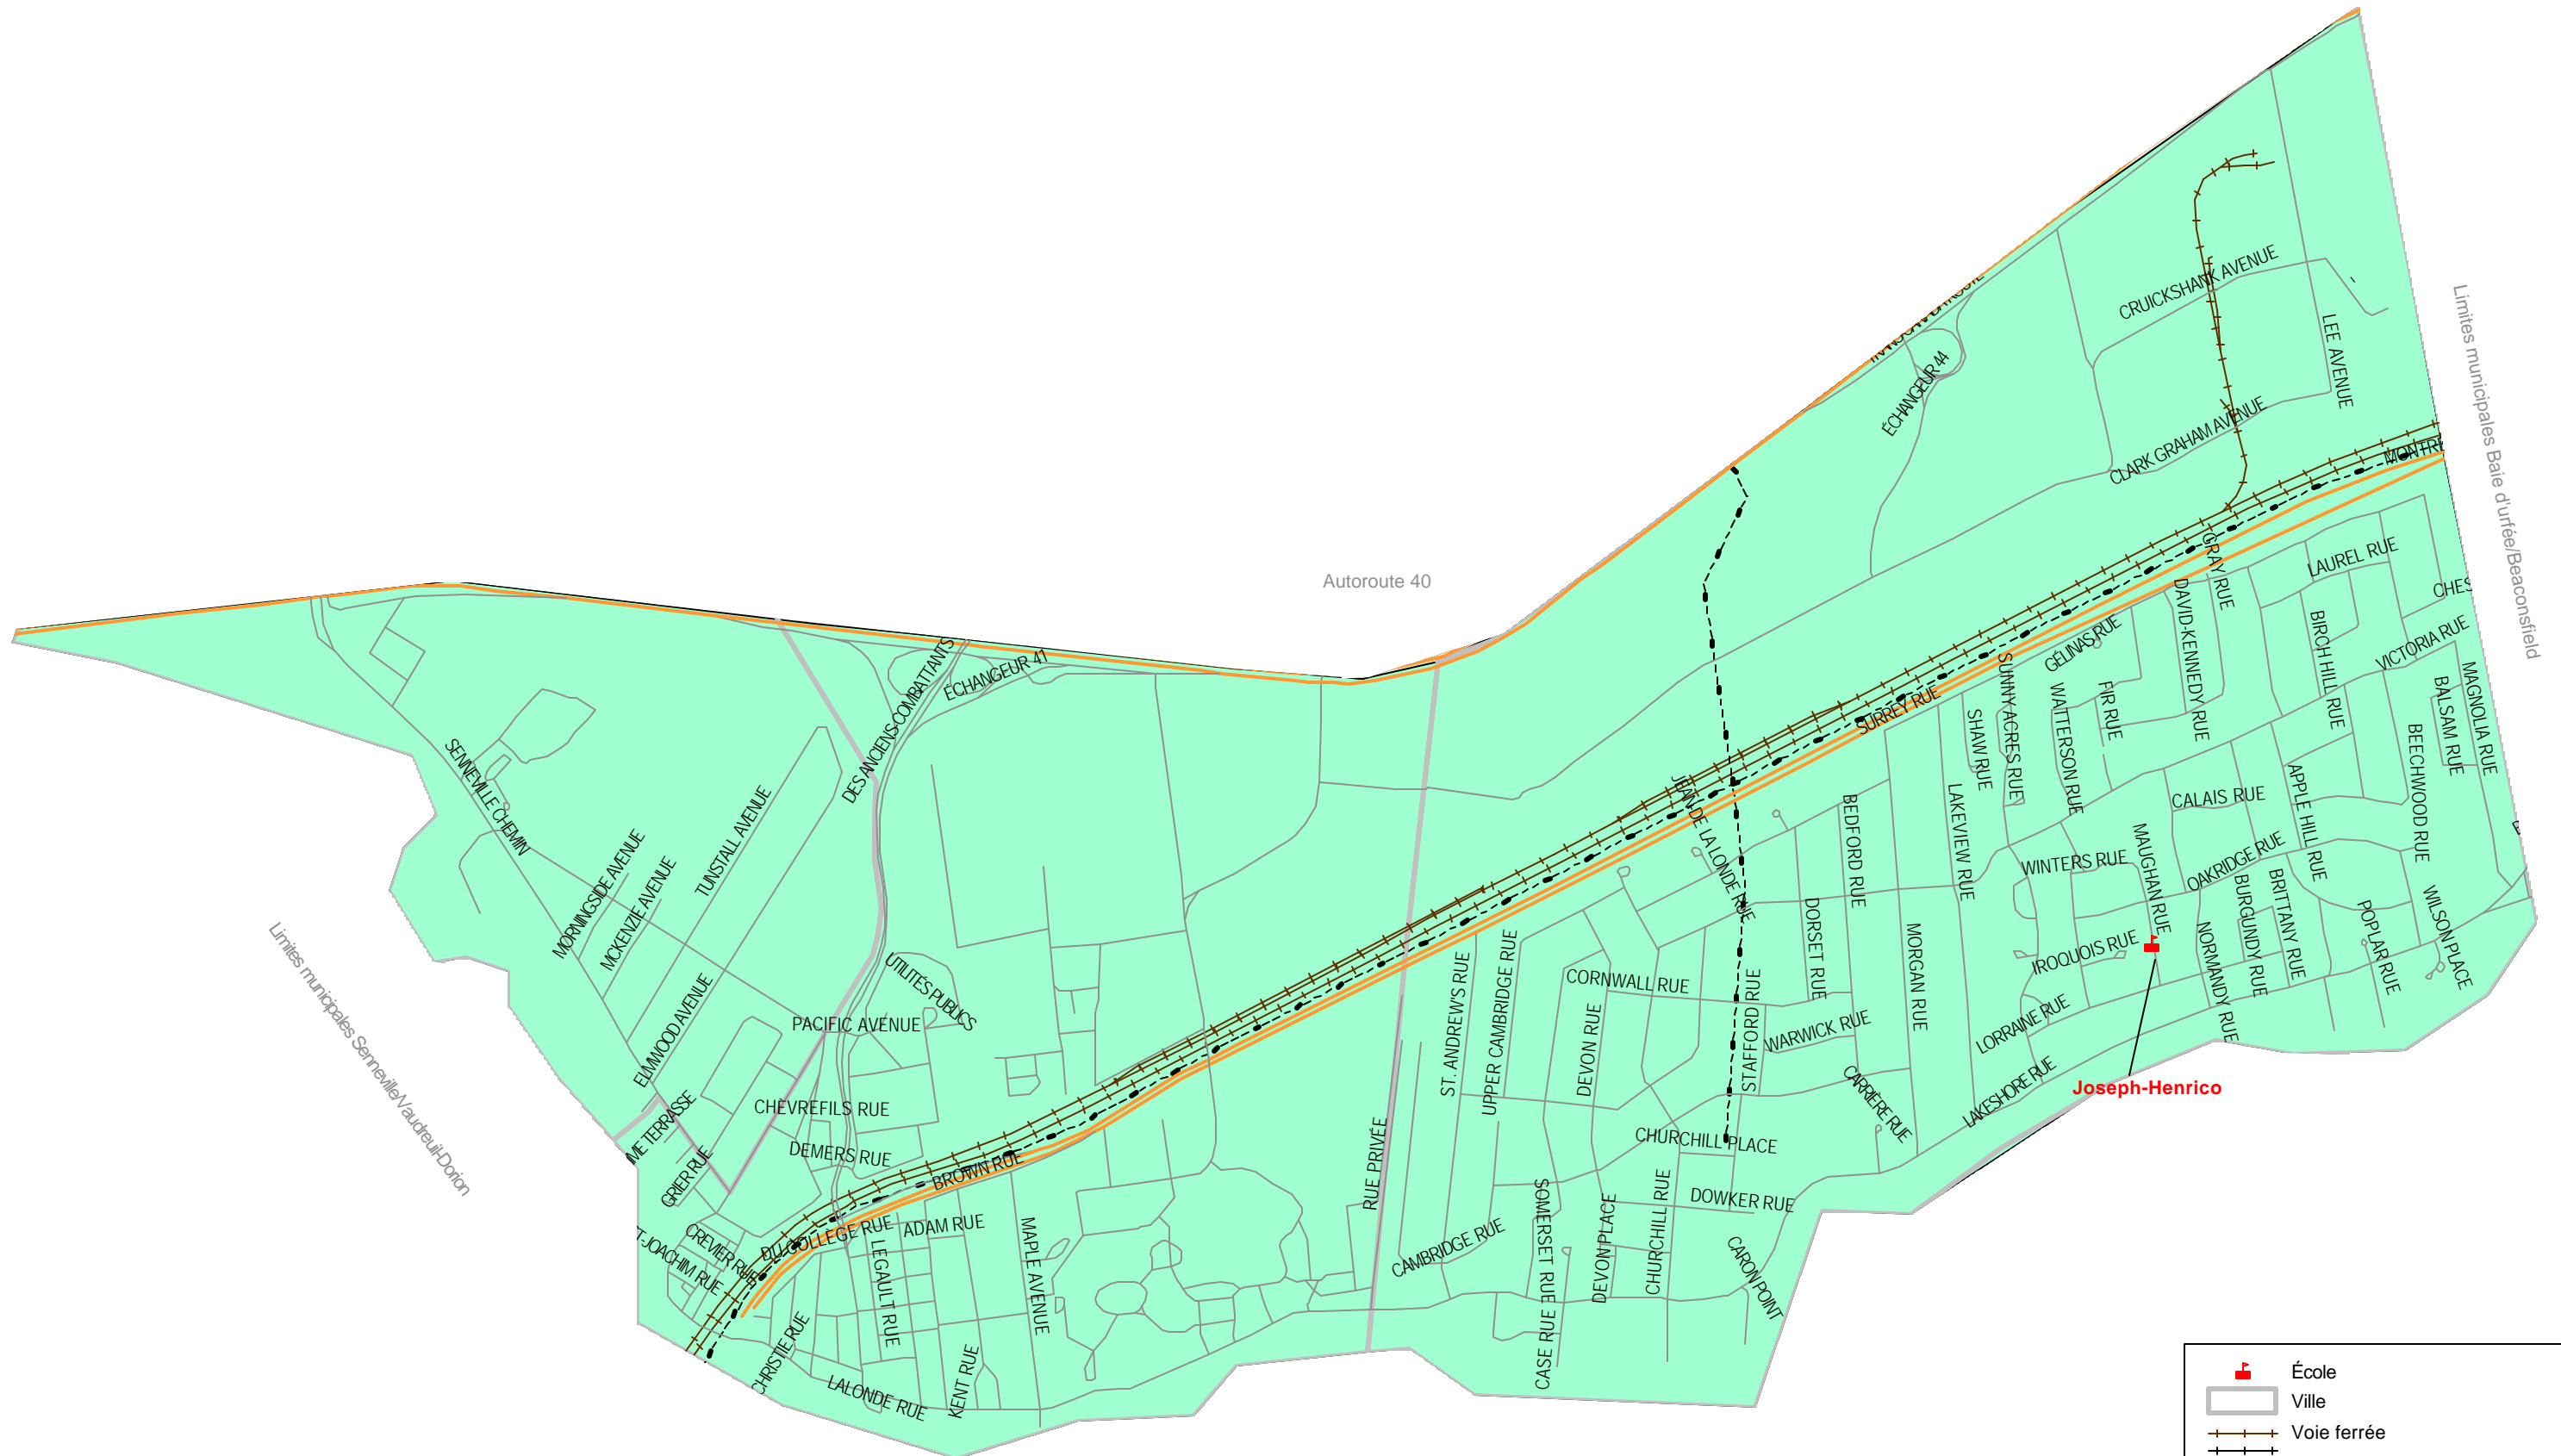 CRUICKSHANK AVENUE
LEE AVENUE
Limites municipales Baie d'urfée/Beaconsfield
ÉCHANGEUR 44
CLARK GRAHAM AVENUE
Autoroute 40
GRAY RUE
LAUREL RUE
DAVID-KENNEDY RUE
BIRCH HILL RUE
VICTORIA RUE
GÉLINAS RUE
SUNNY ACRES RUE
FIR RUE
WATTERSON RUE
SHAW RUE
SURREY RUE
MAGNOLIA RUE
BALSAM RUE
BEECHWOOD RUE
DES ANCIENS-COMBATTANTS
ÉCHANGEUR 41
SENNEVILLE CHEMIN
TUNSTALL AVENUE
MORNINGSIDE AVENUE
MCKENZIE AVENUE
ELMWOOD AVENUE
UTILITÉS PUBLICS
PACIFIC AVENUE
JEAN DE LA LONDE RUE
BEDFORD RUE
LAKEVIEW RUE
CALAIS RUE
APPLE HILL RUE
WINTERS RUE
MAUGHAN RUE
OAKRIDGE RUE
BURGUNDY RUE
BRITTANY RUE
POPLAR RUE
WILSON PLACE
IROQUOIS RUE
NORMANDY RUE
DORSET RUE
MORGAN RUE
CORNWALL RUE
ST. ANDREW'S RUE
UPPER CAMBRIDGE RUE
DEVON RUE
STAFFORD RUE
WARWICK RUE
LORRAINE RUE
LAKESHORE RUE
CARRIÈRE RUE
Joseph-Henrico
Limites municipales Senneville/Vaudreuil-Dorion
CHÈVREFILS RUE
DEMERS RUE
GRIER RUE
BROWN RUE
RUE PRIVÉE
CHURCHILL PLACE
DOWKER RUE
CHURCHILL RUE
DEVON PLACE
SOMERSET RUE
CASE RUE
CAMBRIDGE RUE
CARON POINT
CREVIER RUE
DU COLLÈGE RUE
ADAM RUE
LEGAULT RUE
MAPLE AVENUE
CHRISTIE RUE
LALONDE RUE
KENT RUE
École
Ville
Voie ferrée